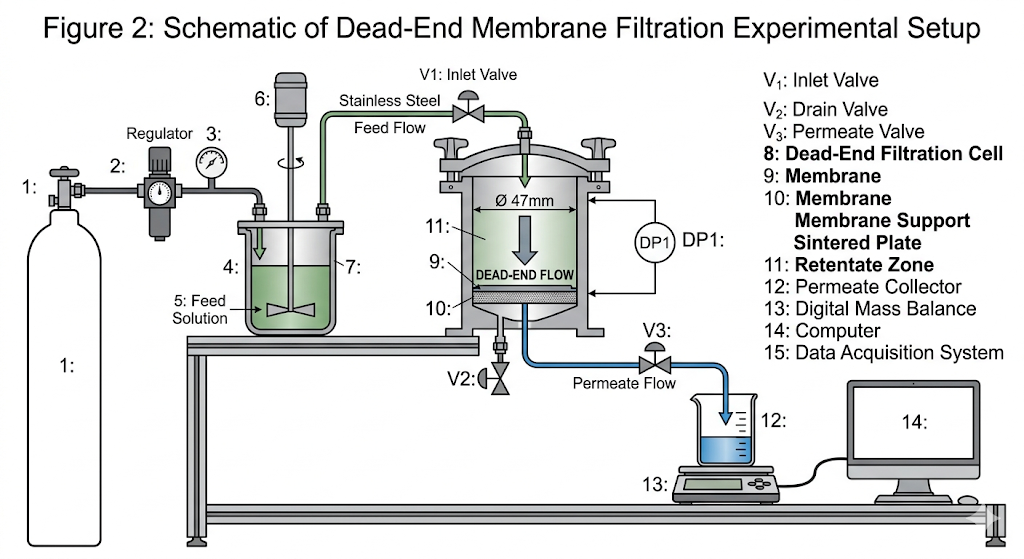 Figure 2: Schematic of Dead-End Membrane Filtration Experimental Setup
V1: Inlet Valve
6:
Stainless Steel
Feed Flow
Regulator
3:
2:
1:
Ø 47mm
11:
4:
7:
DP1
DP1:
9:
DEAD-END FLOW
10:
5: Feed
Solution
1:
V3:
V2:
Permeate Flow
12:
13:
14:
V₁: Inlet Valve
V₂: Drain Valve
V₃: Permeate Valve
8: Dead-End Filtration Cell
9: Membrane
10: Membrane
Membrane Support
Sintered Plate
11: Retentate Zone
12: Permeate Collector
13: Digital Mass Balance
14: Computer
15: Data Acquisition System